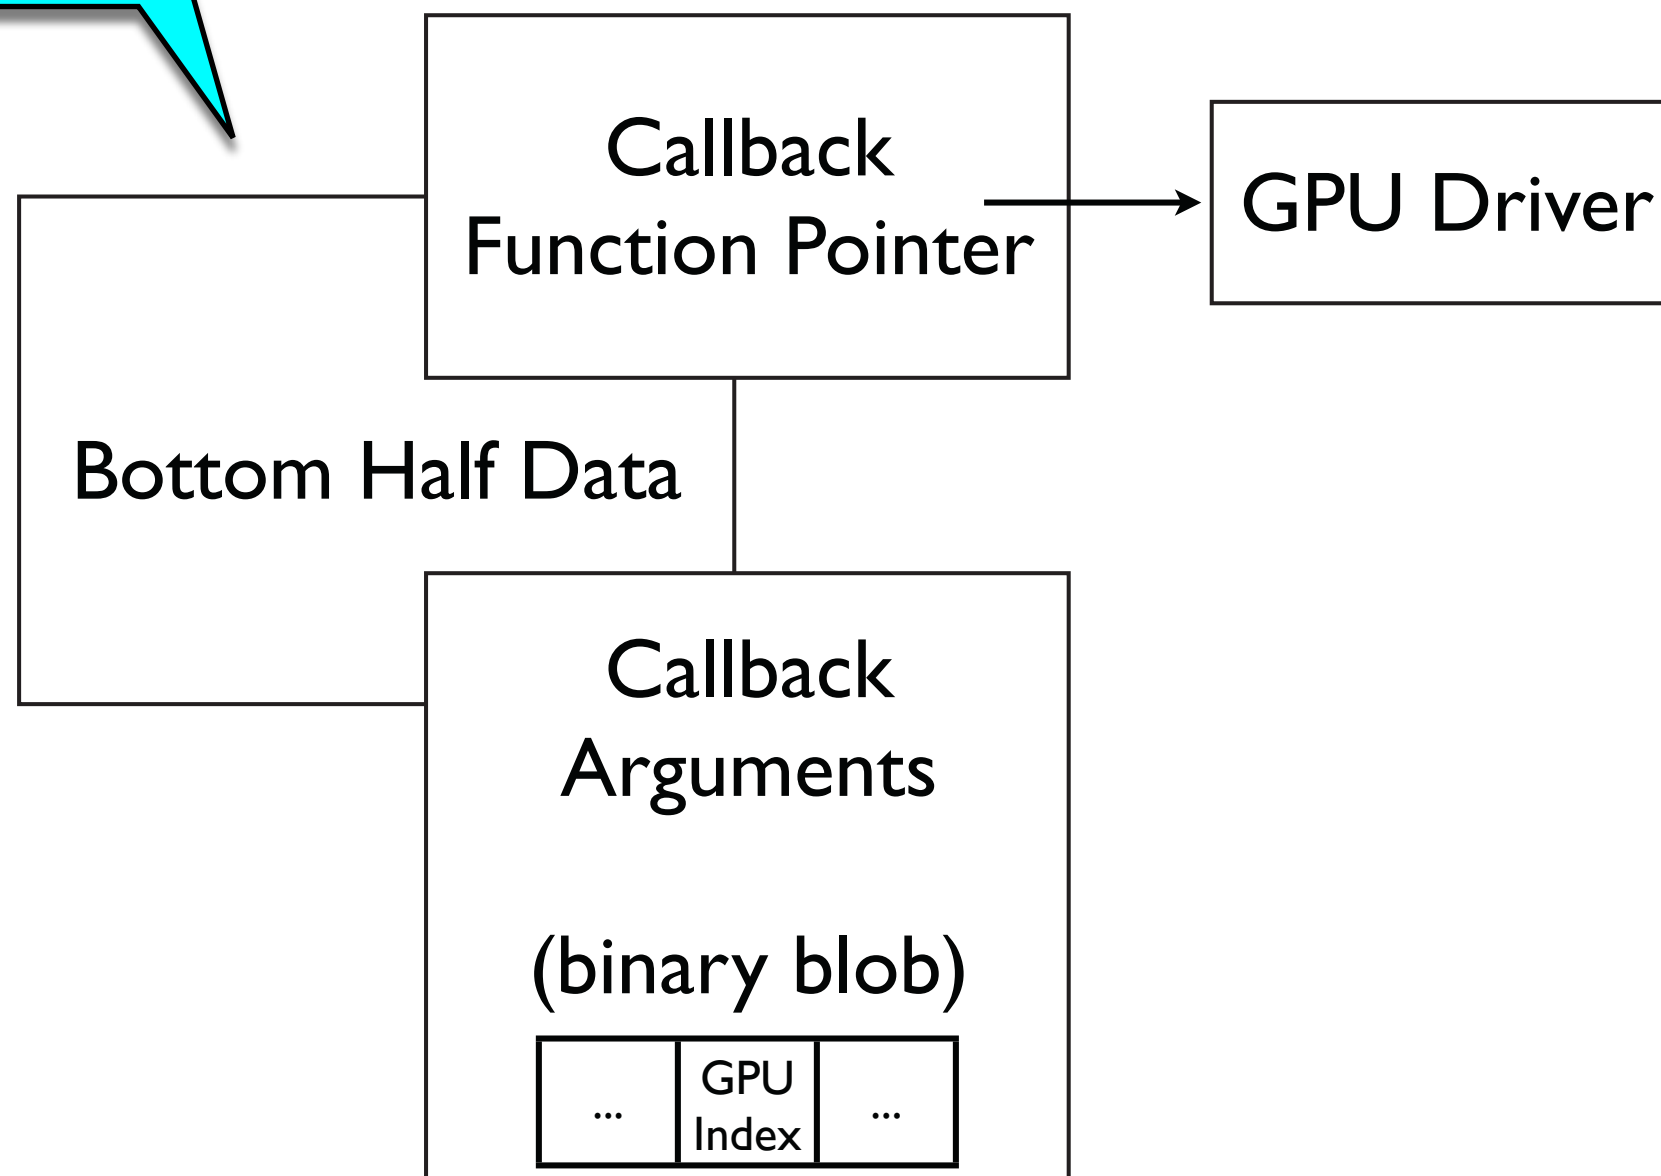 Callback
Function Pointer
GPU Driver
Bottom Half Data
Callback
Arguments
(binary blob)
...
GPU
Index
...